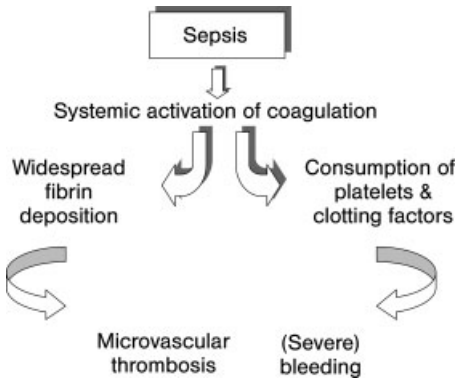 Sepsis
Systemic activation of coagulation
Widespread
fibrin
deposition
Consumption of
platelets &
clotting factors
Microvascular
thrombosis
(Severe)
bleeding